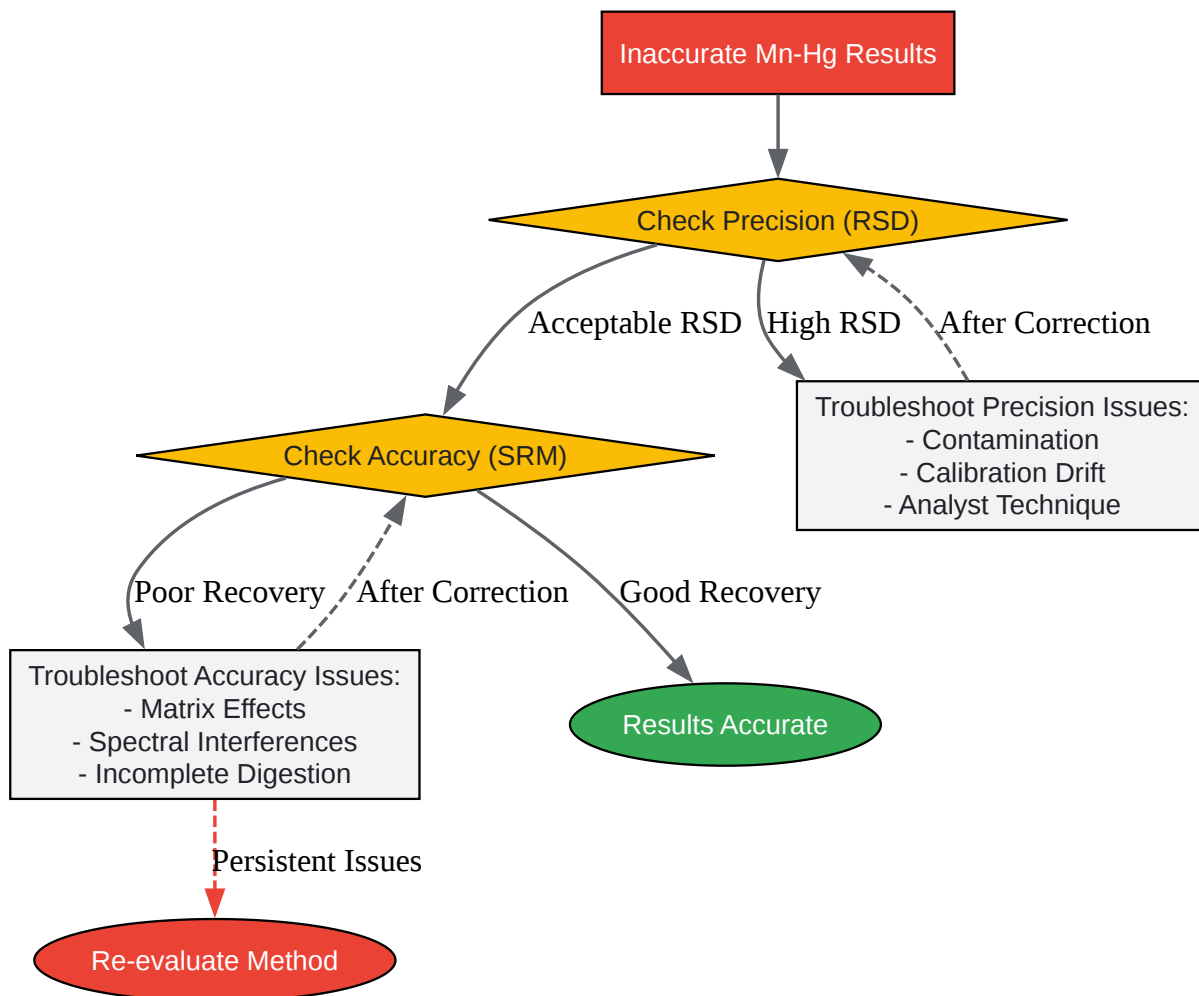 Inaccurate Mn-Hg Results
Check Precision (RSD)
Acceptable RSD
High RSD
After Correction
Troubleshoot Precision Issues:
- Contamination
- Calibration Drift
- Analyst Technique
Check Accuracy (SRM)
Poor Recovery
After Correction
Good Recovery
Troubleshoot Accuracy Issues:
- Matrix Effects
- Spectral Interferences
- Incomplete Digestion
Results Accurate
Persistent Issues
Re-evaluate Method